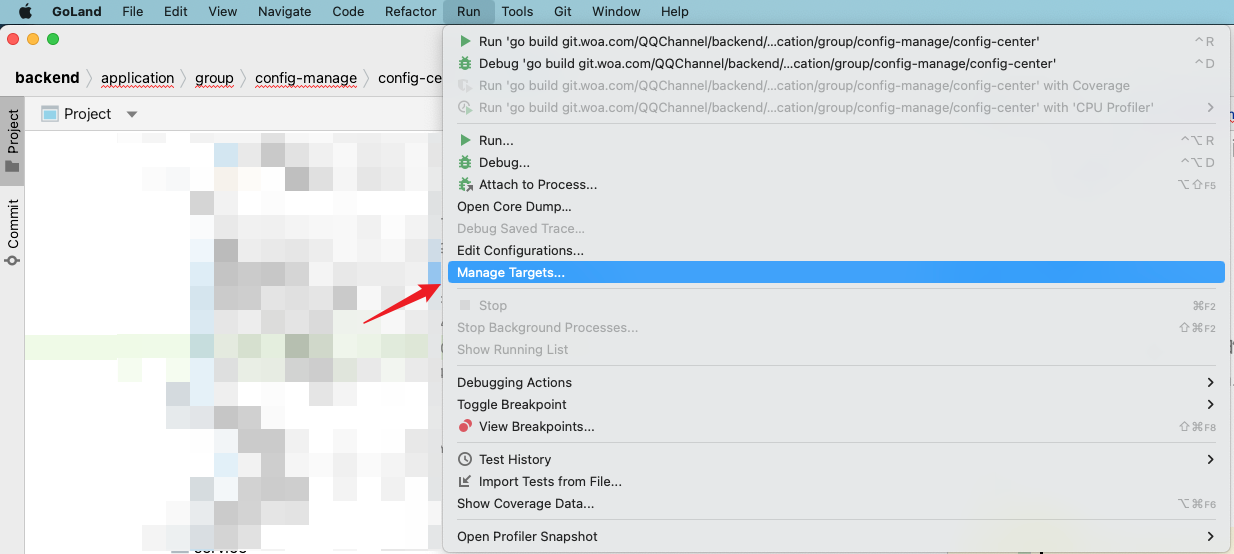 GoLand File Edit View Navigate Code Refactor Run Tools Git Window Help
backend application group config-manage config-ce
Project
Project
Commit
Run 'go build git.woa.com/QQChannel/backend/...cation/group/config-manage/config-center' ⌃R
Debug 'go build git.woa.com/QQChannel/backend/...cation/group/config-manage/config-center' ⌃D
Run 'go build git.woa.com/QQChannel/backend/...cation/group/config-manage/config-center' with Coverage
Run 'go build git.woa.com/QQChannel/backend/...cation/group/config-manage/config-center' with 'CPU Profiler'
Run... ⌃⌥R
Debug... ⌃⌥D
Attach to Process... ⌥⇧F5
Open Core Dump...
Debug Saved Trace...
Edit Configurations...
Manage Targets...
Stop ⌘F2
Stop Background Processes... ⇧⌘F2
Show Running List
Debugging Actions
Toggle Breakpoint
View Breakpoints... ⇧⌘F8
Test History
Import Tests from File...
Show Coverage Data... ⌥⌘F6
Open Profiler Snapshot